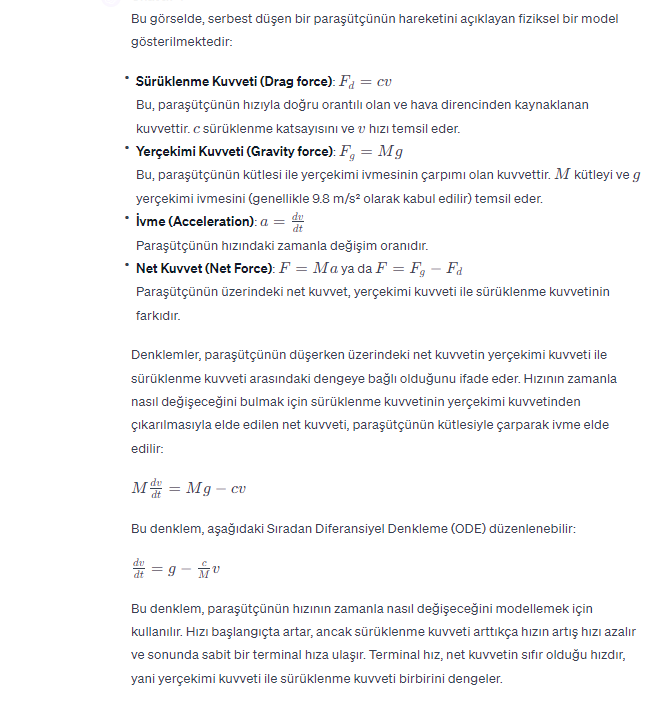 Bu görselde, serbest düşen bir paraşütçünün hareketini açıklayan fiziksel bir model
gösterilmektedir:
• Sürüklenme Kuvveti (Drag force): F_d = cv
Bu, paraşütçünün hızıyla doğru orantılı olan ve hava direncinden kaynaklanan
kuvvettir. c sürüklenme katsayısını ve v hızı temsil eder.
• Yerçekimi Kuvveti (Gravity force): F_g = Mg
Bu, paraşütçünün kütlesi ile yerçekimi ivmesinin çarpımı olan kuvvettir. M kütleyi ve g
yerçekimi ivmesini (genellikle 9.8 m/s² olarak kabul edilir) temsil eder.
• İvme (Acceleration): a = dv/dt
Paraşütçünün hızındaki zamanla değişim oranıdır.
• Net Kuvvet (Net Force): F = Ma ya da F = F_g − F_d
Paraşütçünün üzerindeki net kuvvet, yerçekimi kuvveti ile sürüklenme kuvvetinin
farkıdır.
Denklemler, paraşütçünün düşerken üzerindeki net kuvvetin yerçekimi kuvveti ile
sürüklenme kuvveti arasındaki dengeye bağlı olduğunu ifade eder. Hızının zamanla
nasıl değişeceğini bulmak için sürüklenme kuvvetinin yerçekimi kuvvetinden
çıkarılmasıyla elde edilen net kuvveti, paraşütçünün kütlesiyle çarparak ivme elde
edilir:
M dv/dt = Mg − cv
Bu denklem, aşağıdaki Sıradan Diferansiyel Denkleme (ODE) düzenlenebilir:
dv/dt = g − c/M v
Bu denklem, paraşütçünün hızının zamanla nasıl değişeceğini modellemek için
kullanılır. Hızı başlangıçta artar, ancak sürüklenme kuvveti arttıkça hızın artış hızı azalır
ve sonunda sabit bir terminal hıza ulaşır. Terminal hız, net kuvvetin sıfır olduğu hızdır,
yani yerçekimi kuvveti ile sürüklenme kuvveti birbirini dengeler.